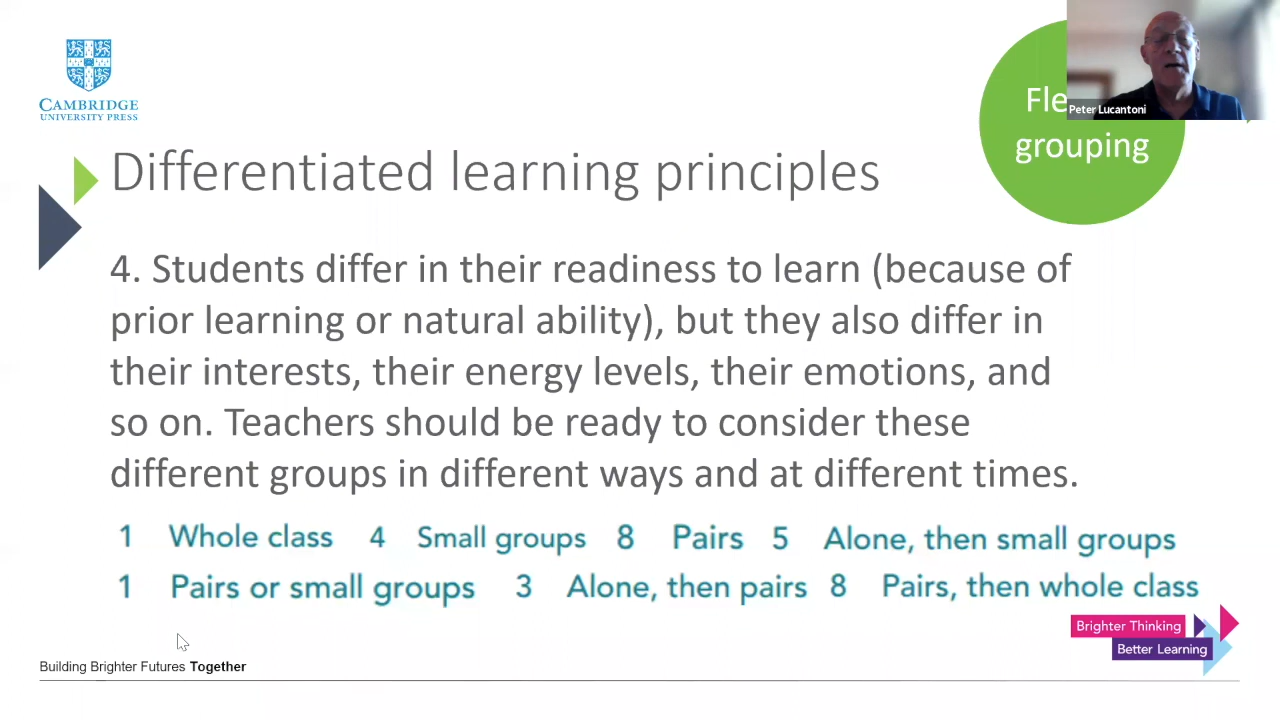 CAMBRIDGE
UNIVERSITY PRESS
Fle
grouping
Peter Lucantoni
Differentiated learning principles
4. Students differ in their readiness to learn (because of
prior learning or natural ability), but they also differ in
their interests, their energy levels, their emotions, and
so on. Teachers should be ready to consider these
different groups in different ways and at different times.
1 Whole class 4 Small groups 8 Pairs 5 Alone, then small groups
1 Pairs or small groups 3 Alone, then pairs 8 Pairs, then whole class
Brighter Thinking
Better Learning
Building Brighter Futures Together